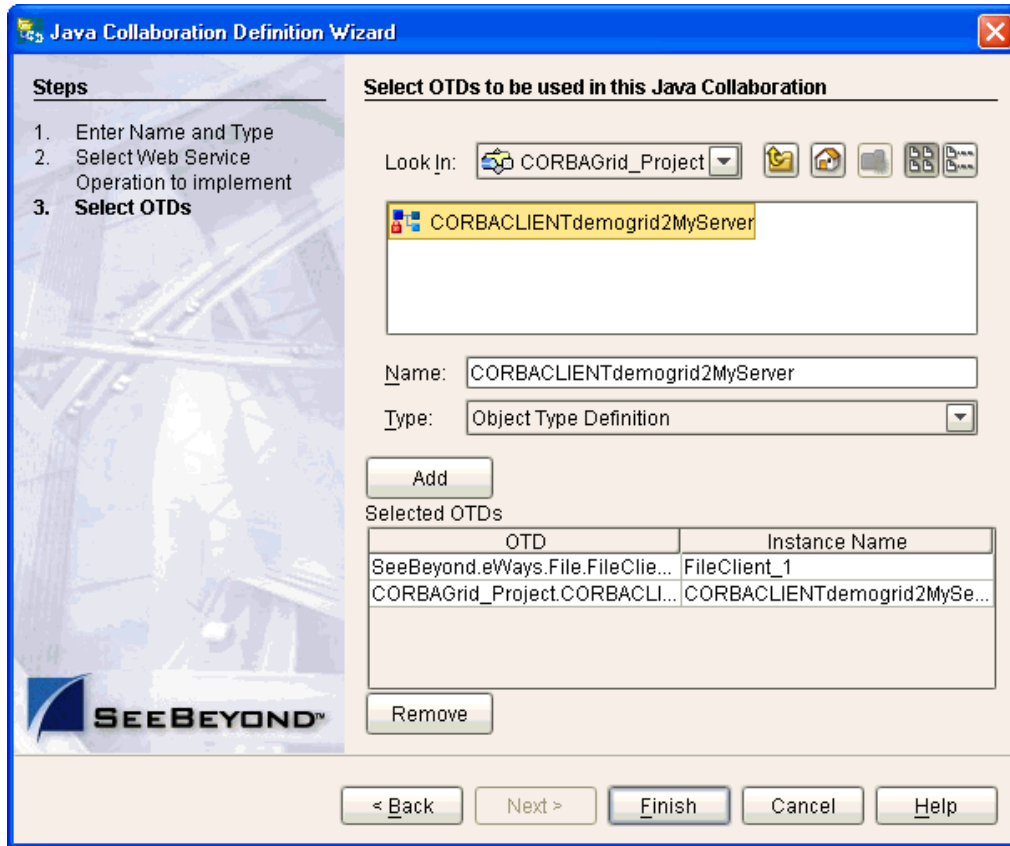 Java Collaboration Definition Wizard
Steps
1. Enter Name and Type
2. Select Web Service
Operation to implement
3. Select OTDs
SEEBEYOND™
Select OTDs to be used in this Java Collaboration
Look In: CORBAGrid_Project
CORBACLIENTdemogrid2MyServer
Name: CORBACLIENTdemogrid2MyServer
Type: Object Type Definition
Add
Selected OTDs
OTD Instance Name
SeeBeyond.eWays.File.FileClie... FileClient_1
CORBAGrid_Project.CORBACLI... CORBACLIENTdemogrid2MySe...
Remove
< Back Next > Finish Cancel Help